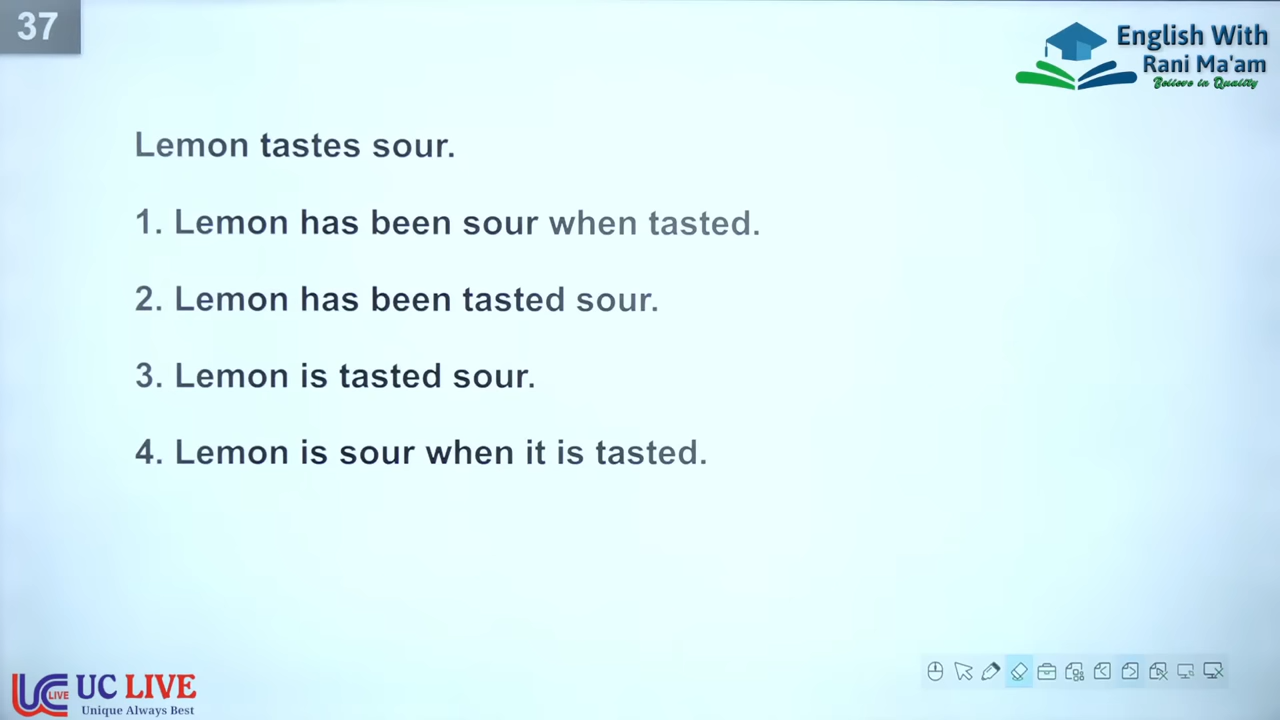 37
English With
Rani Ma'am
Believe in Quality
Lemon tastes sour.
1. Lemon has been sour when tasted.
2. Lemon has been tasted sour.
3. Lemon is tasted sour.
4. Lemon is sour when it is tasted.
UC LIVE
LIVE
Unique Always Best